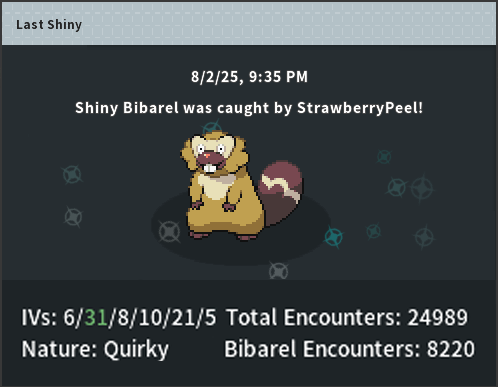 Last Shiny
8/2/25, 9:35 PM
Shiny Bibarel was caught by StrawberryPeel!
IVs: 6/31/8/10/21/5 Total Encounters: 24989
Nature: Quirky Bibarel Encounters: 8220